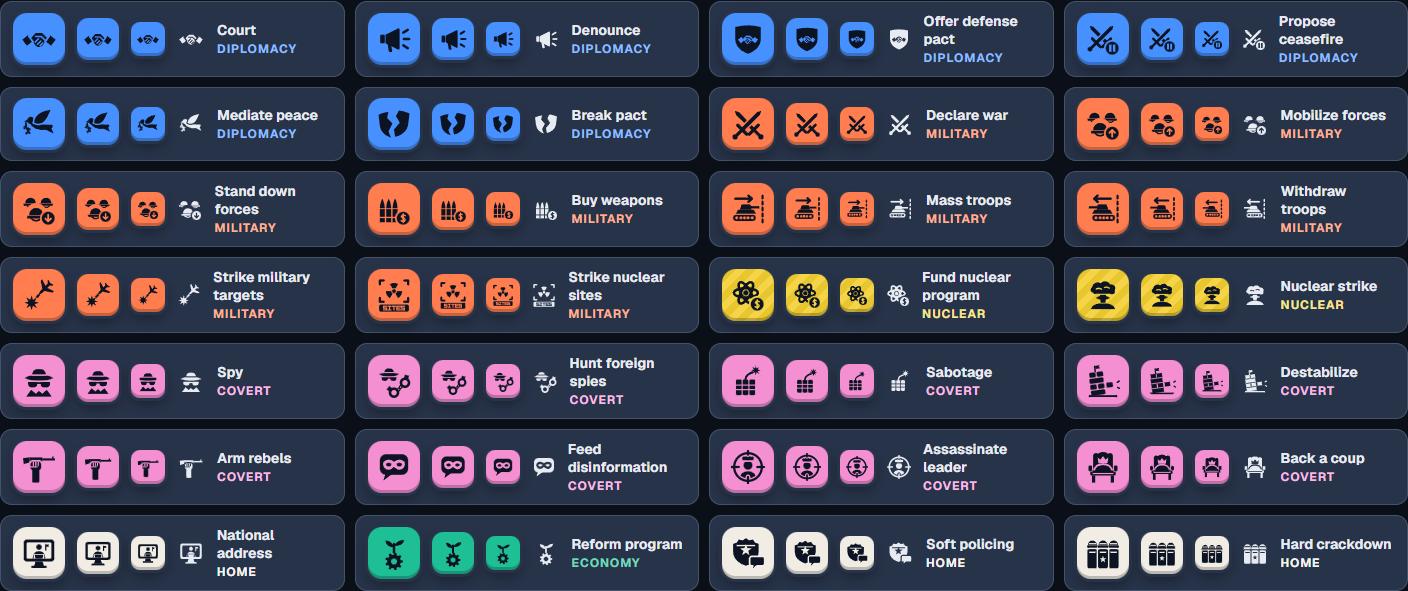 Court
DIPLOMACY
Denounce
DIPLOMACY
Offer defense
pact
DIPLOMACY
Propose
ceasefire
DIPLOMACY
Mediate peace
DIPLOMACY
Break pact
DIPLOMACY
Declare war
MILITARY
Mobilize forces
MILITARY
Stand down
forces
MILITARY
$
Buy weapons
MILITARY
Mass troops
MILITARY
Withdraw
troops
MILITARY
Strike military
targets
MILITARY
SITES
Strike nuclear
sites
MILITARY
$
Fund nuclear
program
NUCLEAR
Nuclear strike
NUCLEAR
Spy
COVERT
Hunt foreign
spies
COVERT
Sabotage
COVERT
Destabilize
COVERT
Arm rebels
COVERT
Feed
disinformation
COVERT
Assassinate
leader
COVERT
Back a coup
COVERT
National
address
HOME
Reform program
ECONOMY
Soft policing
HOME
Hard crackdown
HOME